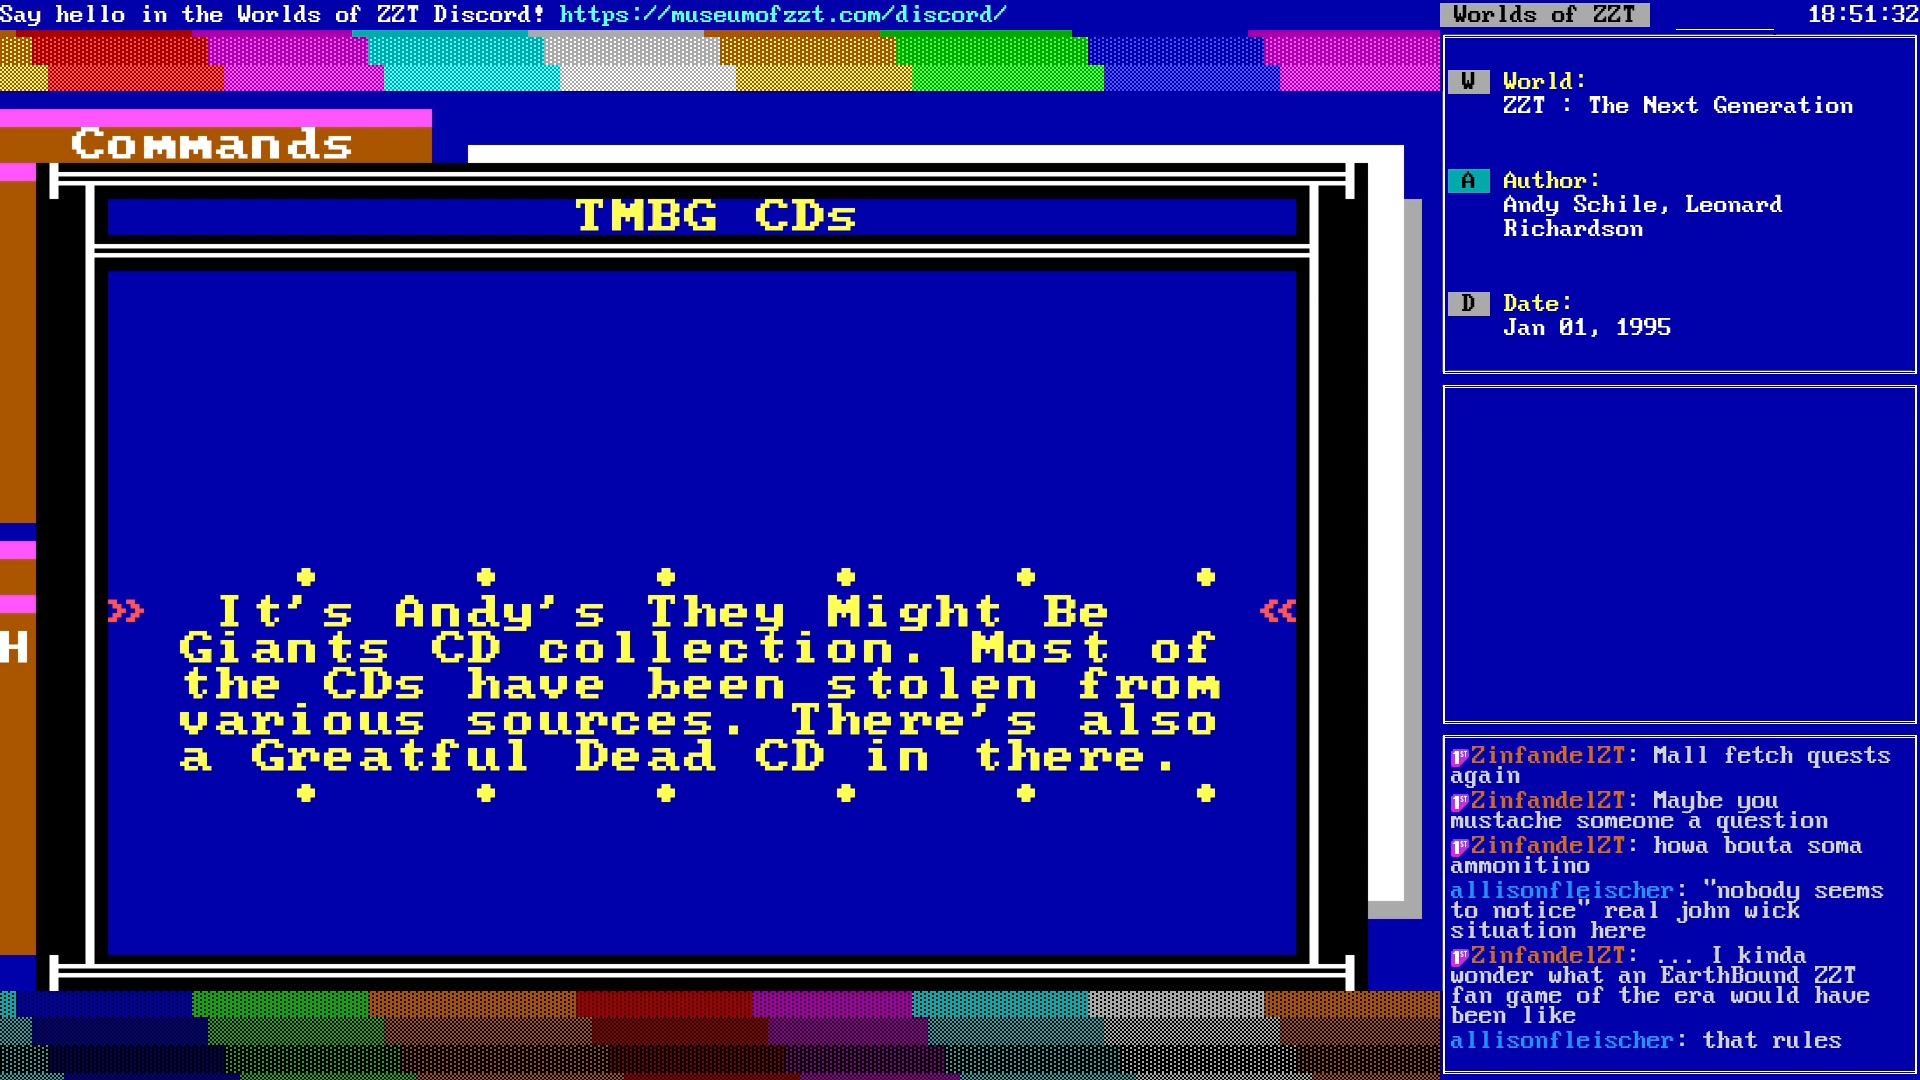 Say hello in the Worlds of ZZT Discord! https://museumofzzt.com/discord/
Worlds of ZZT
18:51:32
W World:
ZZT : The Next Generation
A Author:
Andy Schile, Leonard
Richardson
D Date:
Jan 01, 1995
Commands
TMBG CDs
» It's Andy's They Might Be «
Giants CD collection. Most of
the CDs have been stolen from
various sources. There's also
a Greatful Dead CD in there.
H
1ST ZinfandelZT: Mall fetch quests
again
1ST ZinfandelZT: Maybe you
mustache someone a question
1ST ZinfandelZT: howa bouta soma
ammonitino
allisonfleischer: "nobody seems
to notice" real john wick
situation here
1ST ZinfandelZT: ... I kinda
wonder what an EarthBound ZZT
fan game of the era would have
been like
allisonfleischer: that rules